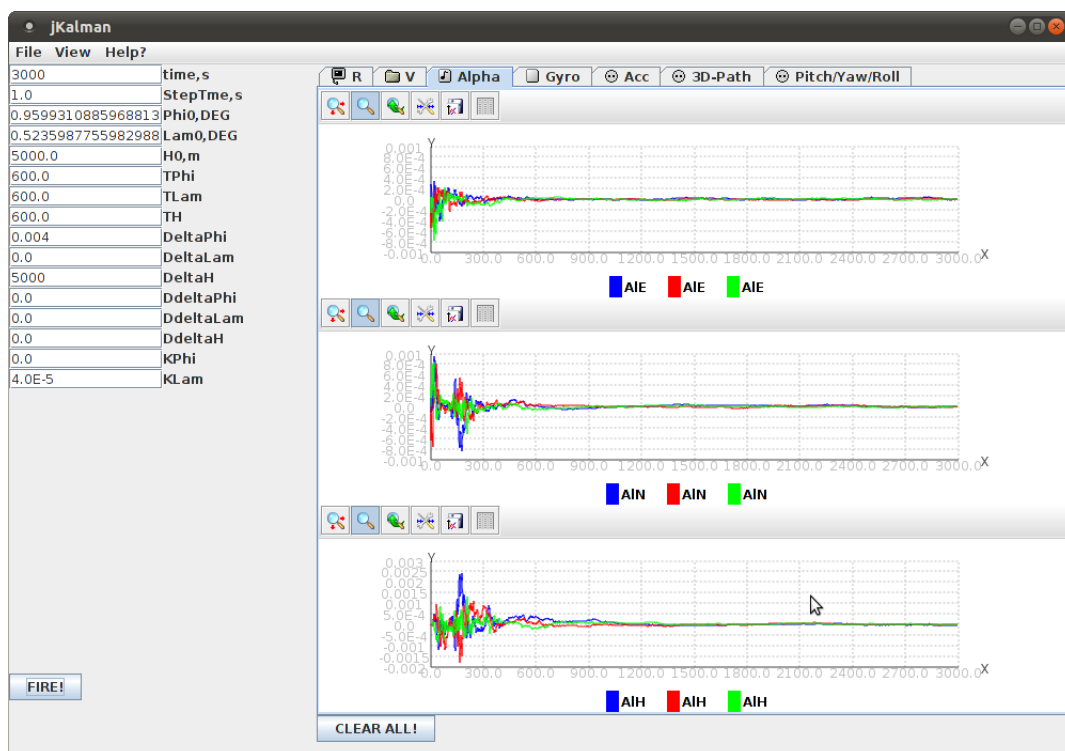 jKalman
File View Help?
3000 time,s
1.0 StepTme,s
0.9599310885968813 Phi0,DEG
0.5235987755982988 Lam0,DEG
5000.0 H0,m
600.0 TPhi
600.0 TLam
600.0 TH
0.004 DeltaPhi
0.0 DeltaLam
5000 DeltaH
0.0 DdeltaPhi
0.0 DdeltaLam
0.0 DdeltaH
0.0 KPhi
4.0E-5 KLam
FIRE!
R V Alpha Gyro Acc 3D-Path Pitch/Yaw/Roll
Y
0.001
8.0E-4
6.0E-4
4.0E-4
2.0E-4
0.0
-2.0E-4
-4.0E-4
-6.0E-4
-8.0E-4
-0.001
0.0 300.0 600.0 900.0 1200.0 1500.0 1800.0 2100.0 2400.0 2700.0 3000.0 X
AlE AlE AlE
Y
0.001
8.0E-4
6.0E-4
4.0E-4
2.0E-4
0.0
-2.0E-4
-4.0E-4
-6.0E-4
-8.0E-4
-0.001
0.0 300.0 600.0 900.0 1200.0 1500.0 1800.0 2100.0 2400.0 2700.0 3000.0 X
AlN AlN AlN
Y
0.003
0.0025
0.002
0.0015
0.001
5.0E-4
0.0
-5.0E-4
-0.001
-0.0015
-0.002
0.0 300.0 600.0 900.0 1200.0 1500.0 1800.0 2100.0 2400.0 2700.0 3000.0 X
AlH AlH AlH
CLEAR ALL!